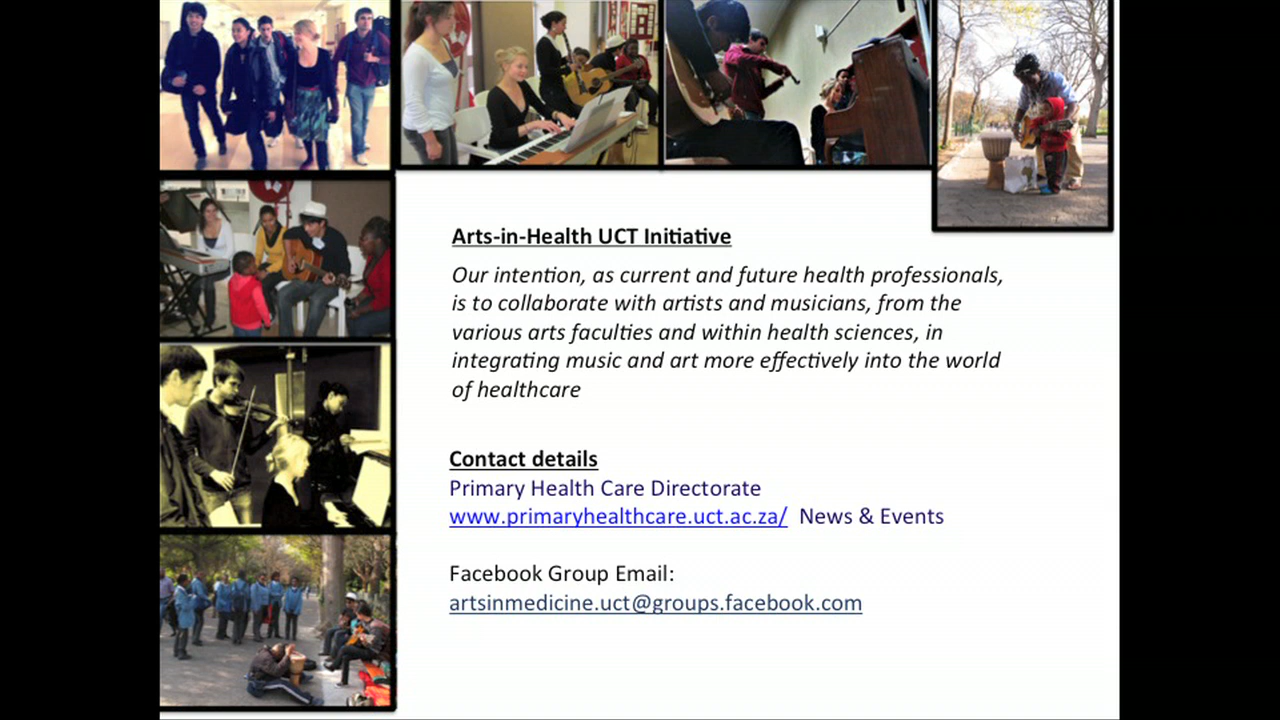 Arts-in-Health UCT Initiative
Our intention, as current and future health professionals,
is to collaborate with artists and musicians, from the
various arts faculties and within health sciences, in
integrating music and art more effectively into the world
of healthcare
Contact details
Primary Health Care Directorate
www.primaryhealthcare.uct.ac.za/ News & Events
Facebook Group Email:
artsinmedicine.uct@groups.facebook.com